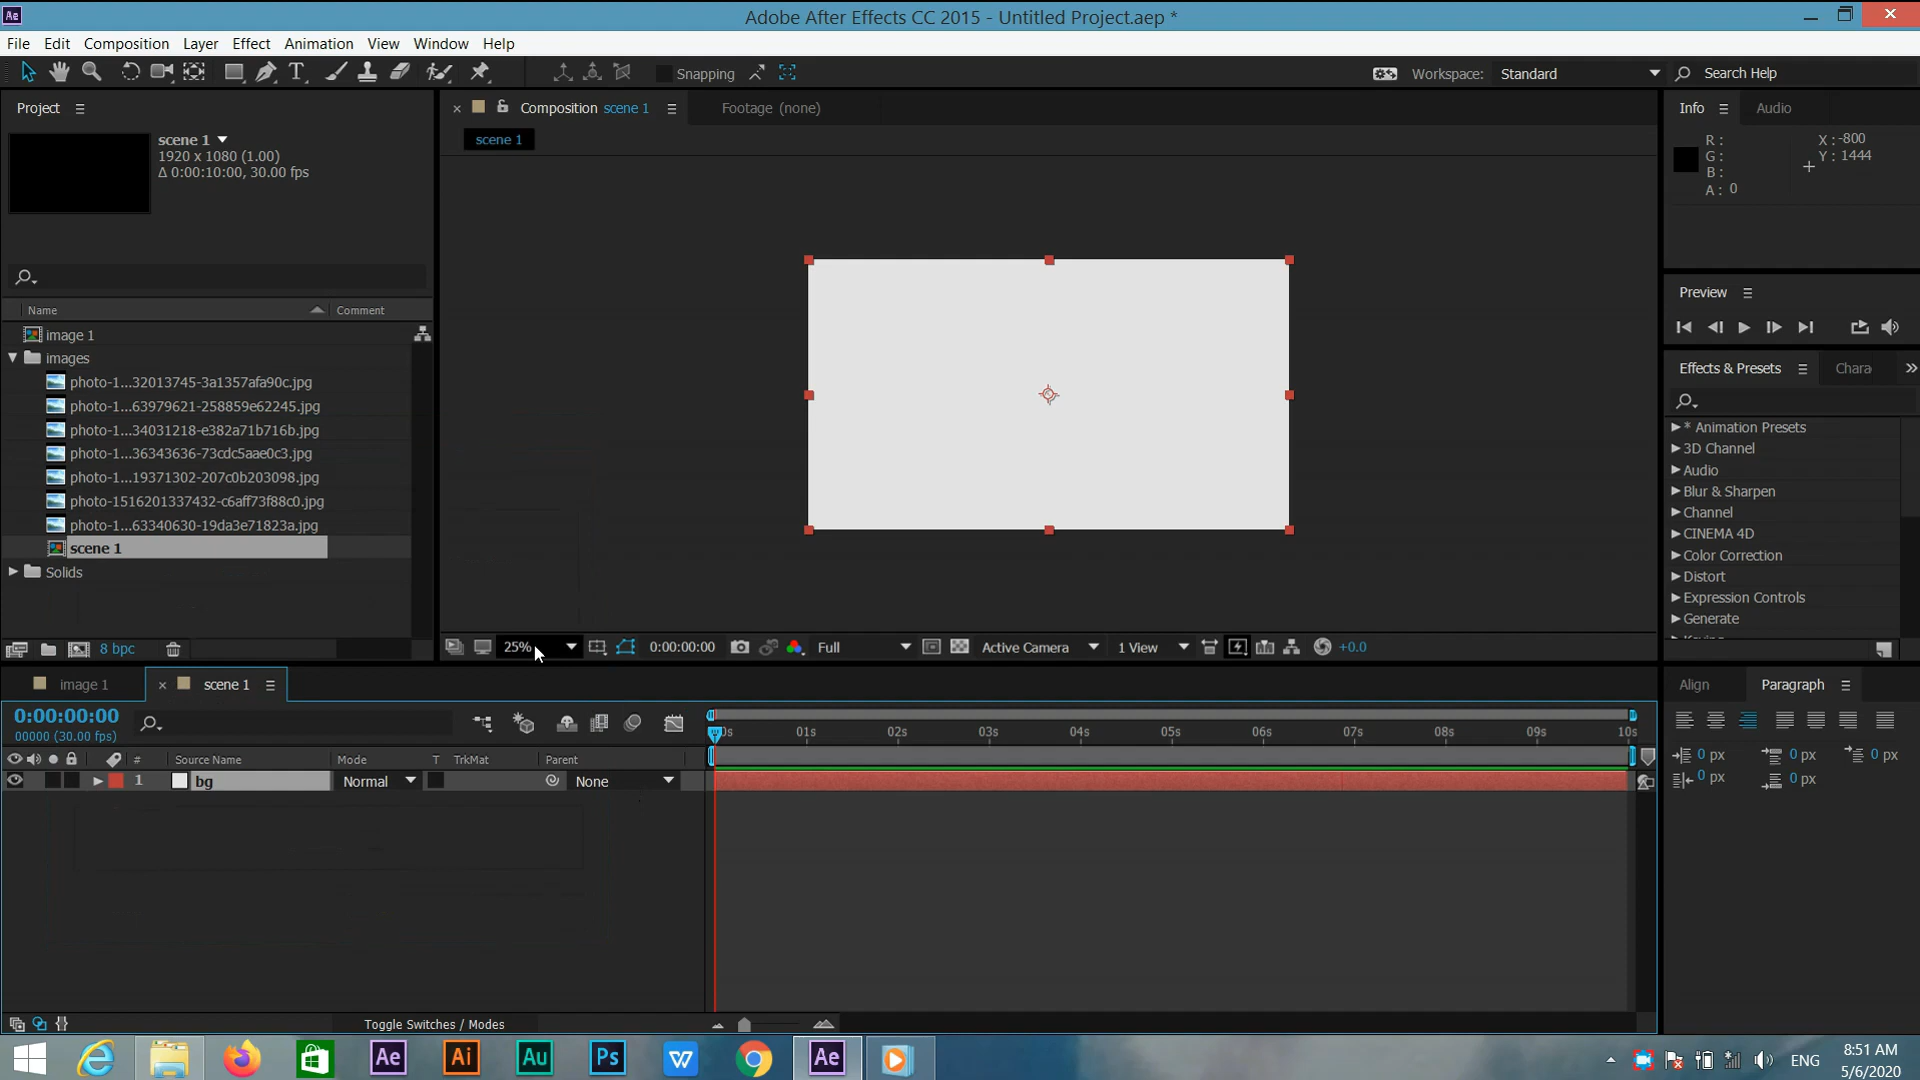 Ae
Adobe After Effects CC 2015 - Untitled Project.aep *
File Edit Composition Layer Effect Animation View Window Help
Snapping
Workspace: Standard
Search Help
Project
scene 1
1920 x 1080 (1.00)
Δ 0:00:10:00, 30.00 fps
Name Comment
image 1
images
photo-1...32013745-3a1357afa90c.jpg
photo-1...63979621-258859e62245.jpg
photo-1...34031218-e382a71b716b.jpg
photo-1...36343636-73cdc5aae0c3.jpg
photo-1...19371302-207c0b203098.jpg
photo-1516201337432-c6aff73f88c0.jpg
photo-1...63340630-19da3e71823a.jpg
scene 1
Solids
8 bpc
Composition scene 1
Footage (none)
scene 1
25%
0:00:00:00
Full
Active Camera
1 View
+0.0
Info Audio
R :
G :
B :
A : 0
X : -800
Y : 1444
Preview
Effects & Presets Chara
* Animation Presets
3D Channel
Audio
Blur & Sharpen
Channel
CINEMA 4D
Color Correction
Distort
Expression Controls
Generate
image 1 scene 1
0:00:00:00
00000 (30.00 fps)
# Source Name Mode T TrkMat Parent
1 bg Normal None
01s 02s 03s 04s 05s 06s 07s 08s 09s 10s
Toggle Switches / Modes
Align Paragraph
0 px 0 px 0 px
0 px 0 px
Ae Ai Au Ps W Ae
ENG
8:51 AM
5/6/2020